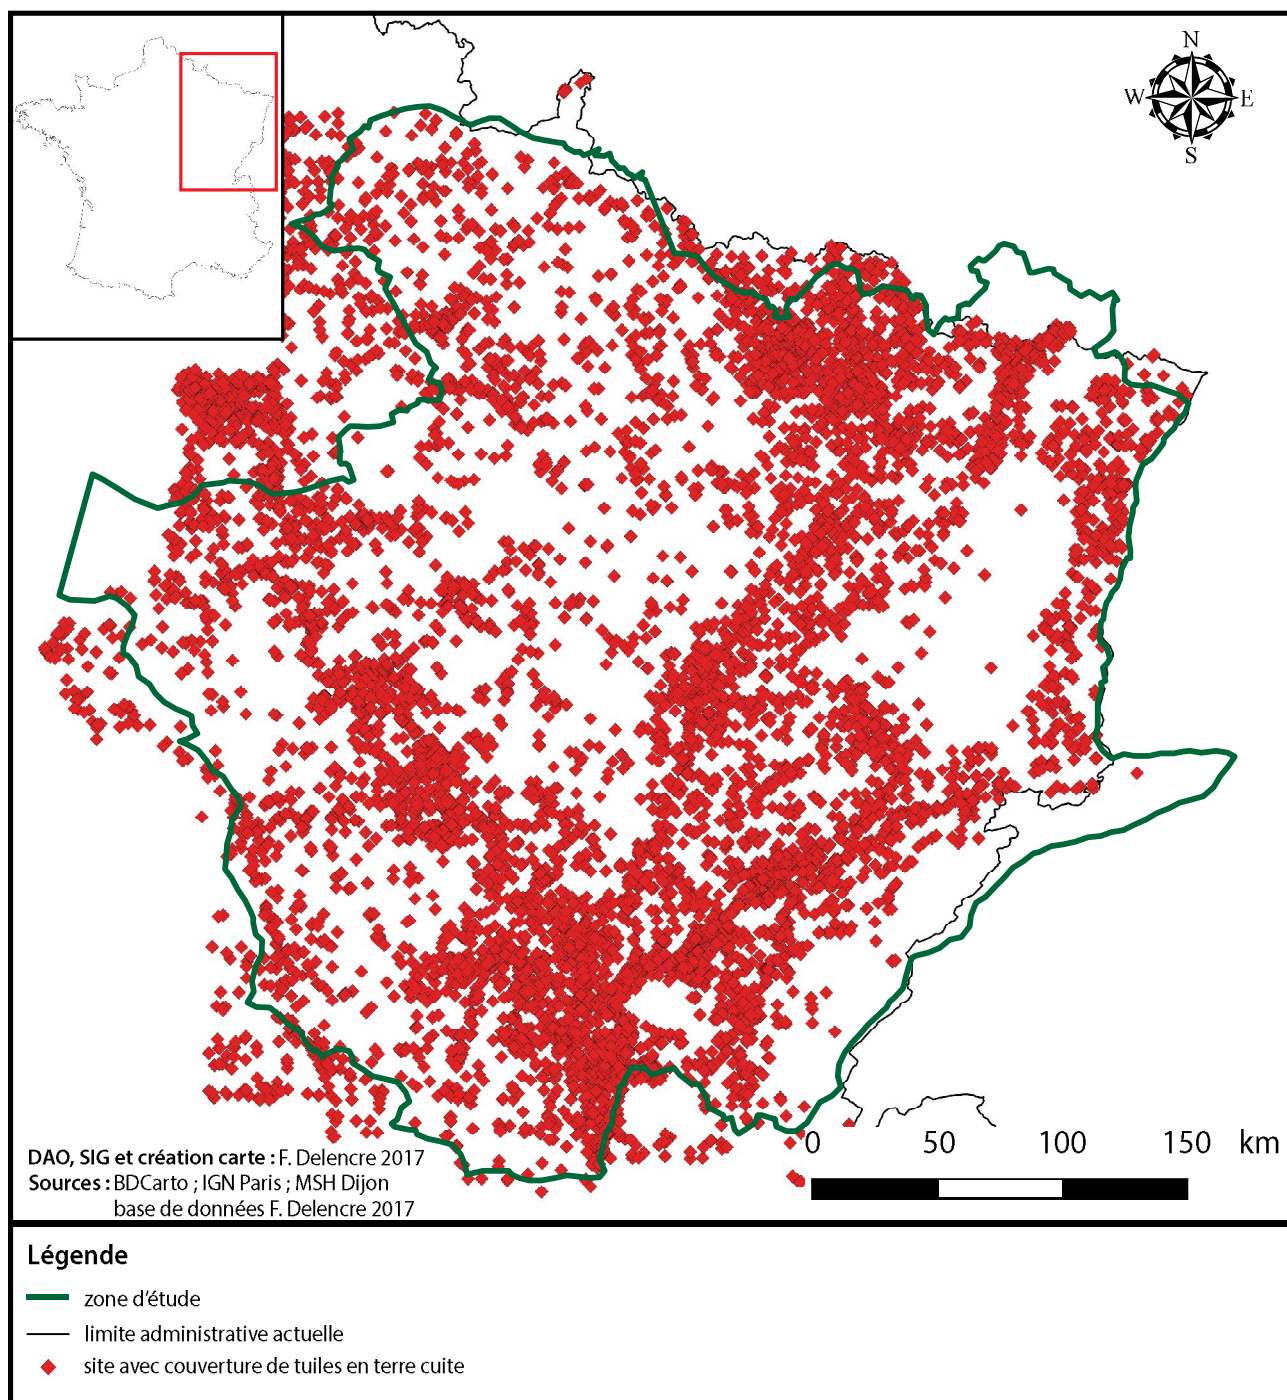 N
W E
S
0 50 100 150 km
DAO, SIG et création carte : F. Delencre 2017
Sources : BDCarto ; IGN Paris ; MSH Dijon
base de données F. Delencre 2017
Légende
zone d'étude
limite administrative actuelle
site avec couverture de tuiles en terre cuite